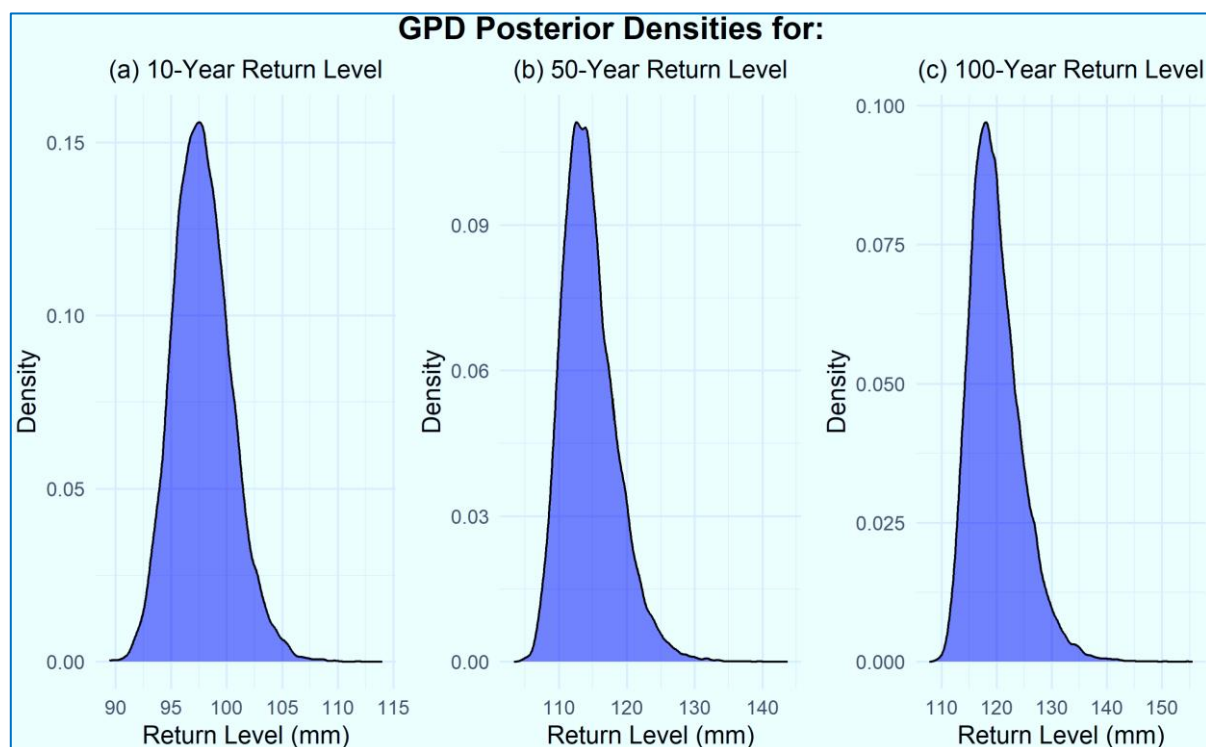 GPD Posterior Densities for:
(a) 10-Year Return Level
(b) 50-Year Return Level
(c) 100-Year Return Level
Density
0.15
0.10
0.05
0.00
90 95 100 105 110 115
Return Level (mm)
Density
0.09
0.06
0.03
0.00
110 120 130 140
Return Level (mm)
Density
0.100
0.075
0.050
0.025
0.000
110 120 130 140 150
Return Level (mm)